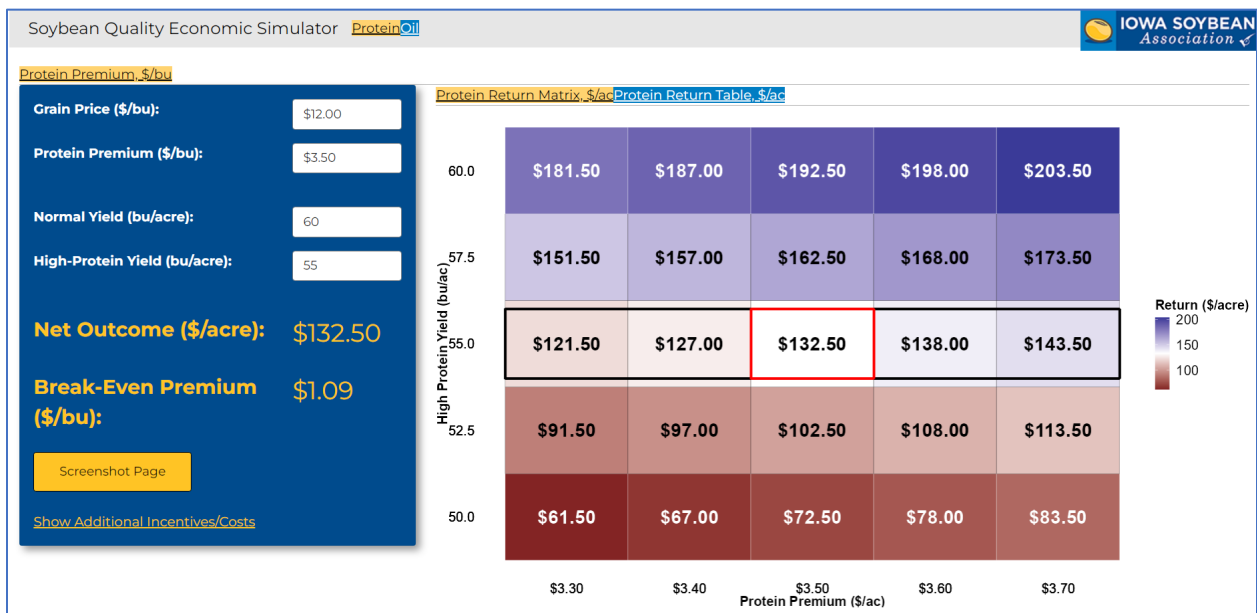 Soybean Quality Economic Simulator ProteinOil
IOWA SOYBEAN
Association
Protein Premium, $/bu
Grain Price ($/bu): $12.00
Protein Premium ($/bu): $3.50
Normal Yield (bu/acre): 60
High-Protein Yield (bu/acre): 55
Net Outcome ($/acre): $132.50
Break-Even Premium
($/bu): $1.09
Screenshot Page
Show Additional Incentives/Costs
Protein Return Matrix, $/acProtein Return Table, $/ac
High Protein Yield (bu/ac)
60.0 $181.50 $187.00 $192.50 $198.00 $203.50
57.5 $151.50 $157.00 $162.50 $168.00 $173.50
55.0 $121.50 $127.00 $132.50 $138.00 $143.50
52.5 $91.50 $97.00 $102.50 $108.00 $113.50
50.0 $61.50 $67.00 $72.50 $78.00 $83.50
$3.30 $3.40 $3.50 $3.60 $3.70
Protein Premium ($/ac)
Return ($/acre)
200
150
100